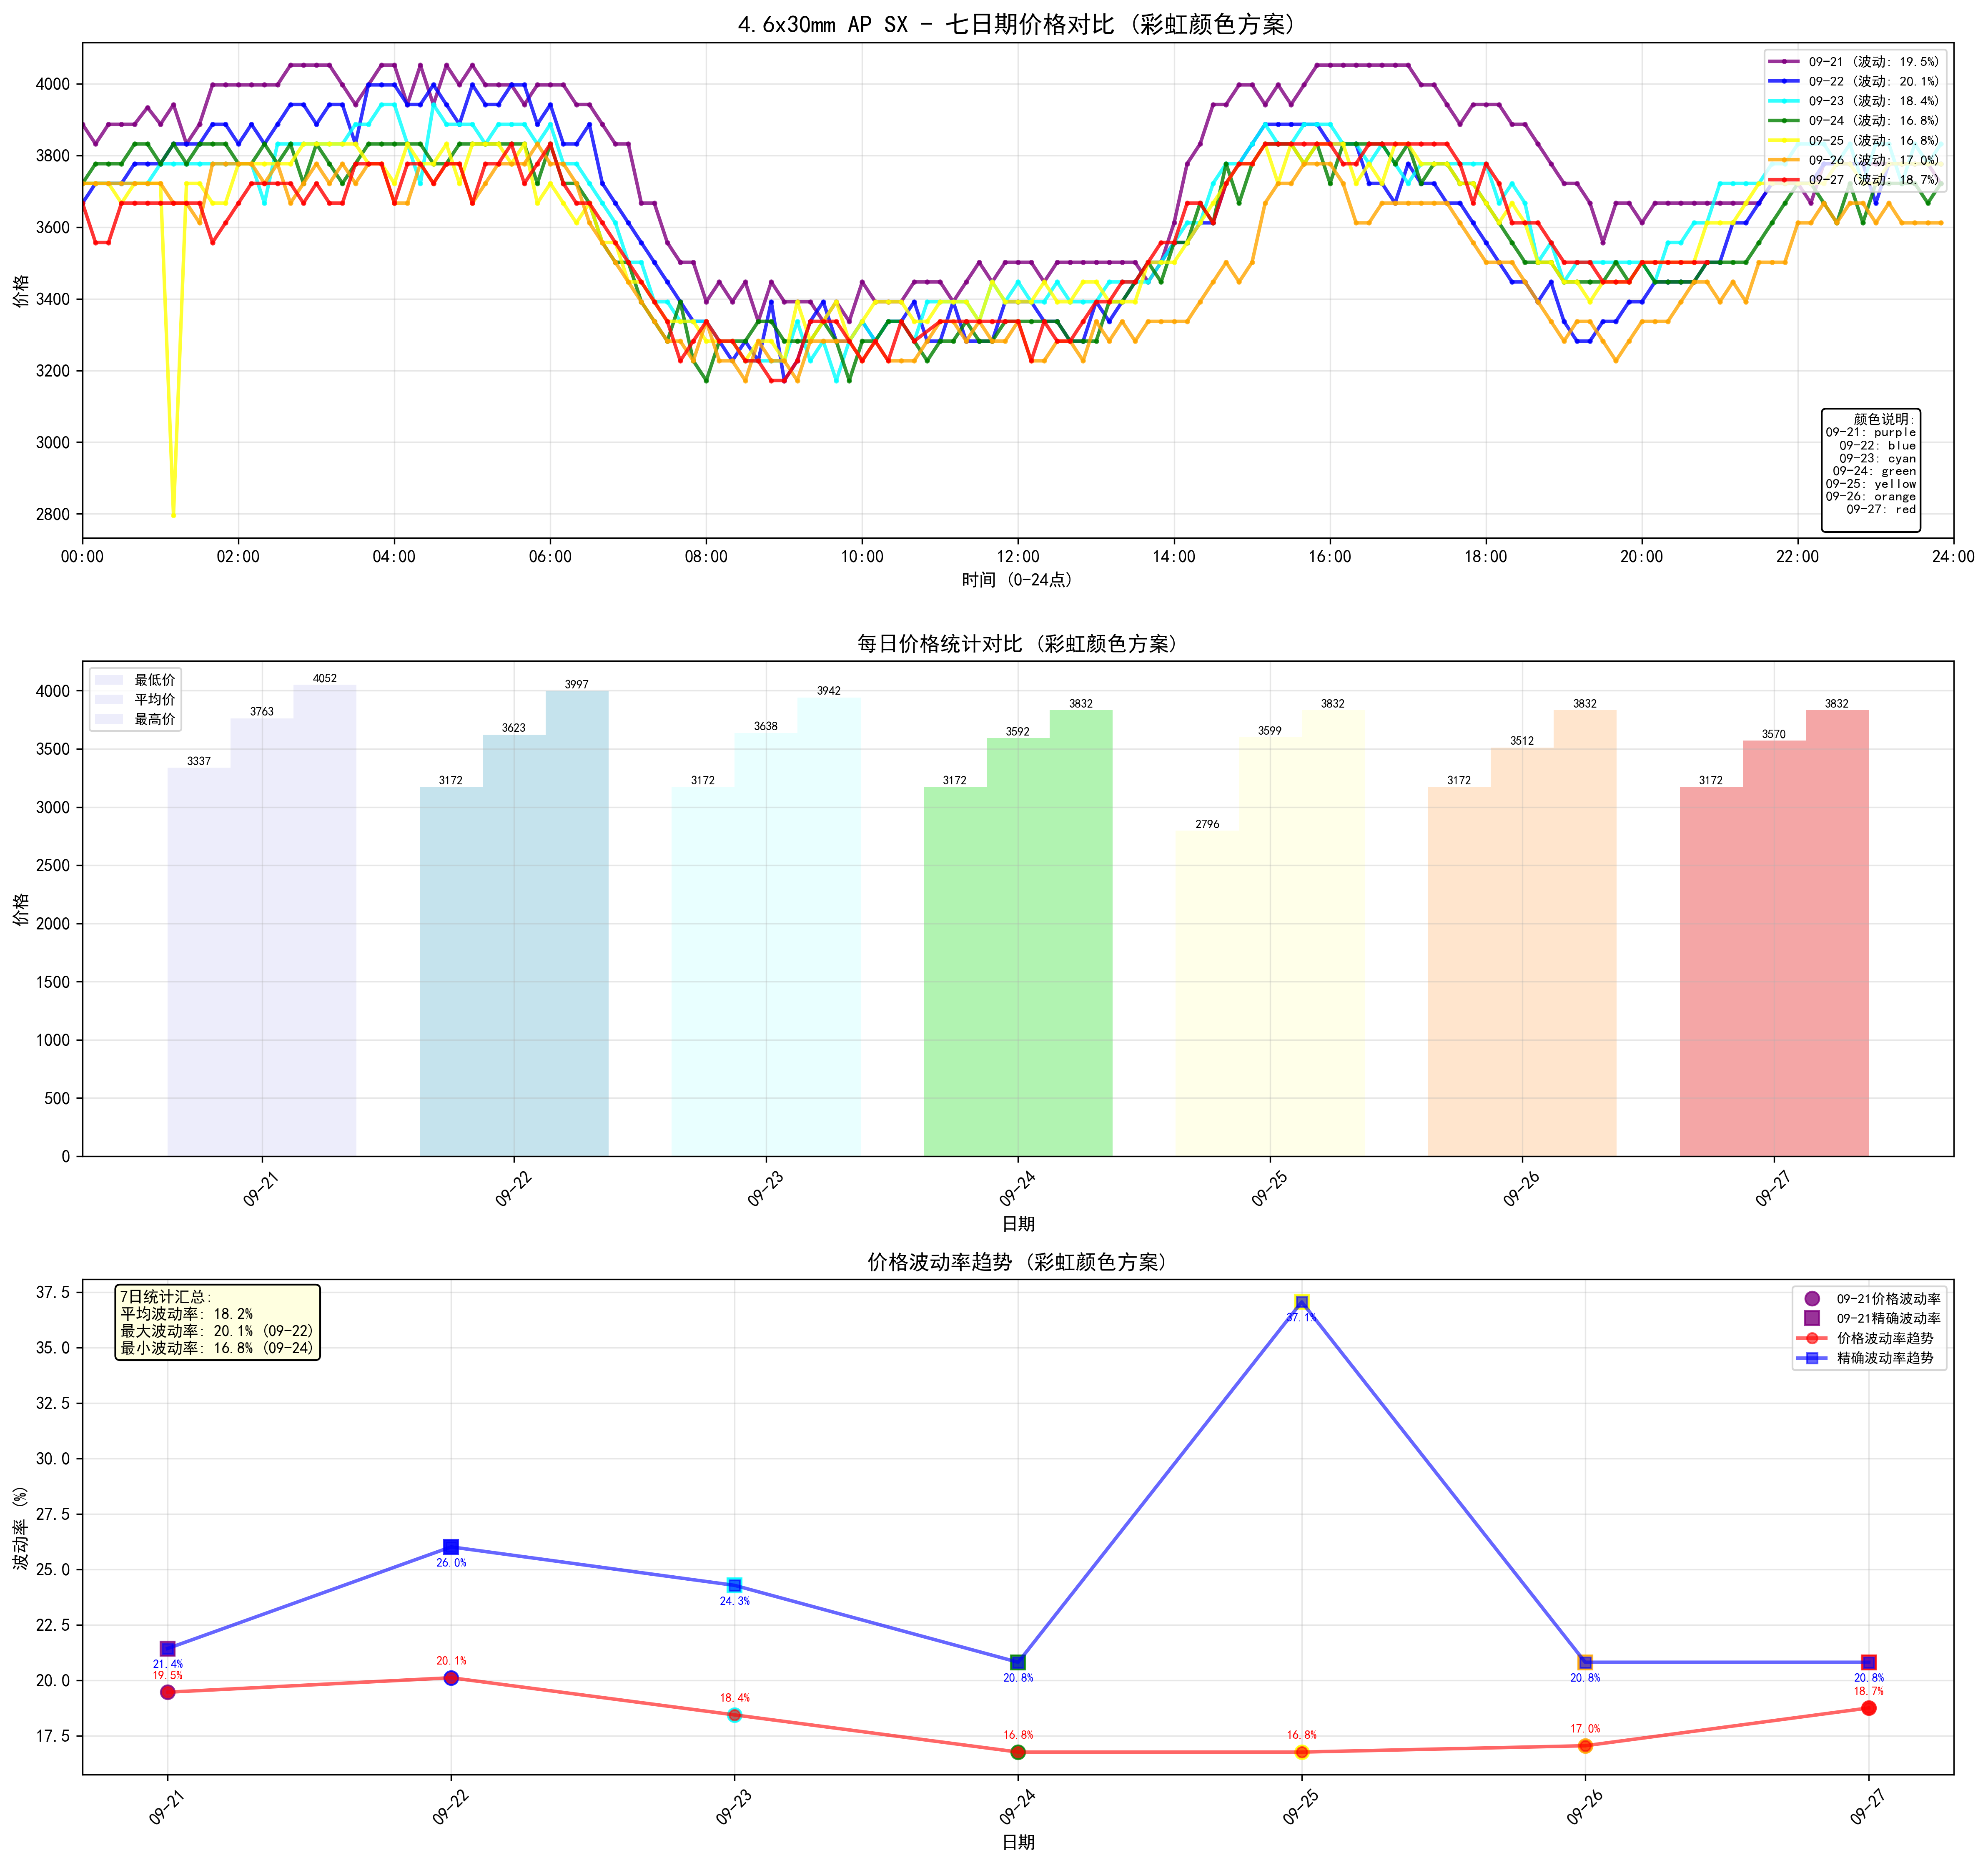 4.6x30mm AP SX - 七日期价格对比 (彩虹颜色方案)
价格
4000
3800
3600
3400
3200
3000
2800
09-21 (波动: 19.5%)
09-22 (波动: 20.1%)
09-23 (波动: 18.4%)
09-24 (波动: 16.8%)
09-25 (波动: 16.8%)
09-26 (波动: 17.0%)
09-27 (波动: 18.7%)
颜色说明:
09-21: purple
09-22: blue
09-23: cyan
09-24: green
09-25: yellow
09-26: orange
09-27: red
00:00 02:00 04:00 06:00 08:00 10:00 12:00 14:00 16:00 18:00 20:00 22:00 24:00
时间 (0-24点)
每日价格统计对比 (彩虹颜色方案)
价格
4000
3500
3000
2500
2000
1500
1000
500
0
最低价
平均价
最高价
3337 3763 4052
3172 3623 3997
3172 3638 3942
3172 3592 3832
2796 3599 3832
3172 3512 3832
3172 3570 3832
09-21 09-22 09-23 09-24 09-25 09-26 09-27
日期
价格波动率趋势 (彩虹颜色方案)
波动率 (%)
37.5
35.0
32.5
30.0
27.5
25.0
22.5
20.0
17.5
7日统计汇总:
平均波动率: 18.2%
最大波动率: 20.1% (09-22)
最小波动率: 16.8% (09-24)
09-21价格波动率
09-21精确波动率
价格波动率趋势
精确波动率趋势
21.4% 26.0% 24.3% 20.8% 37.1% 20.8% 20.8%
19.5% 20.1% 18.4% 16.8% 16.8% 17.0% 18.7%
09-21 09-22 09-23 09-24 09-25 09-26 09-27
日期